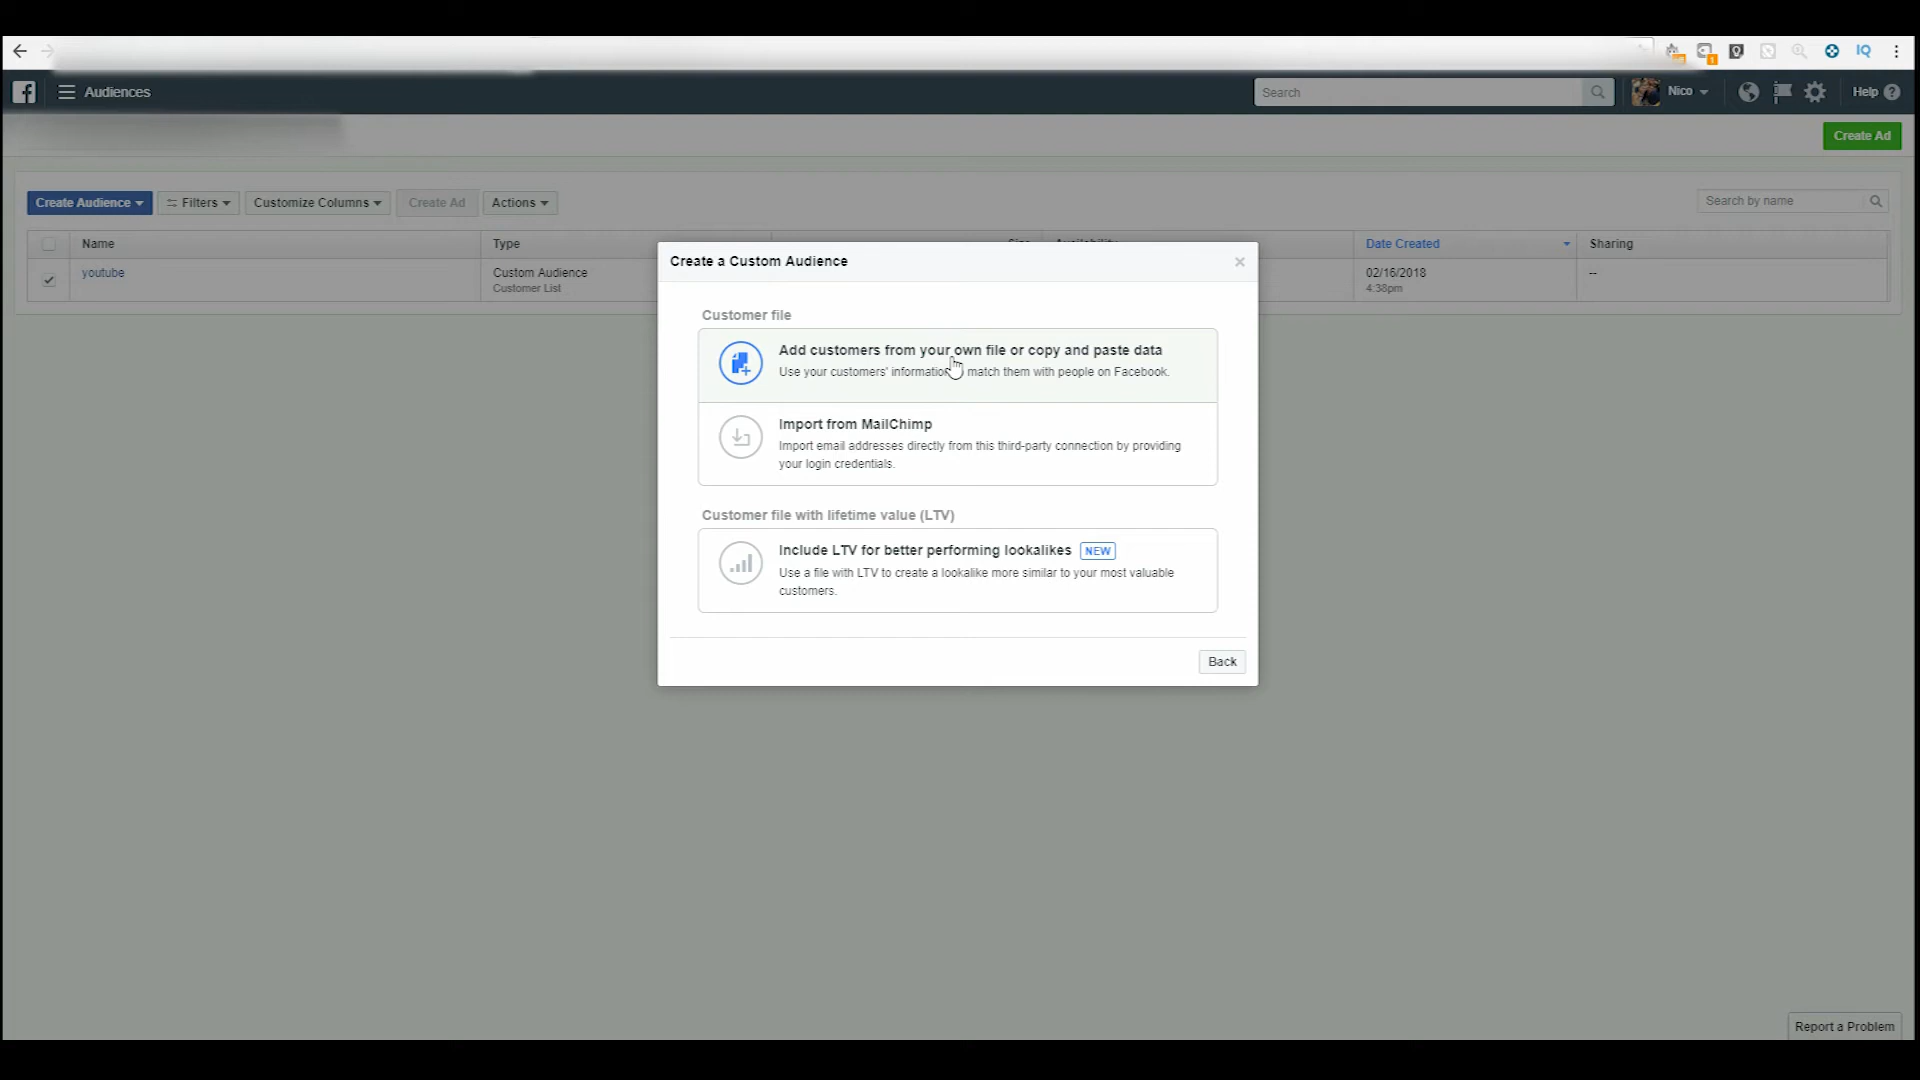 IQ
Audiences
Search
Nico
Help
Create Ad
Create Audience
Filters
Customize Columns
Create Ad
Actions
Search by name
Name
Type
Size
Availability
Date Created
Sharing
youtube
Custom Audience
Customer List
02/16/2018
4:38pm
--
Create a Custom Audience
Customer file
Add customers from your own file or copy and paste data
Use your customers' information match them with people on Facebook.
Import from MailChimp
Import email addresses directly from this third-party connection by providing
your login credentials.
Customer file with lifetime value (LTV)
Include LTV for better performing lookalikes NEW
Use a file with LTV to create a lookalike more similar to your most valuable
customers.
Back
Report a Problem